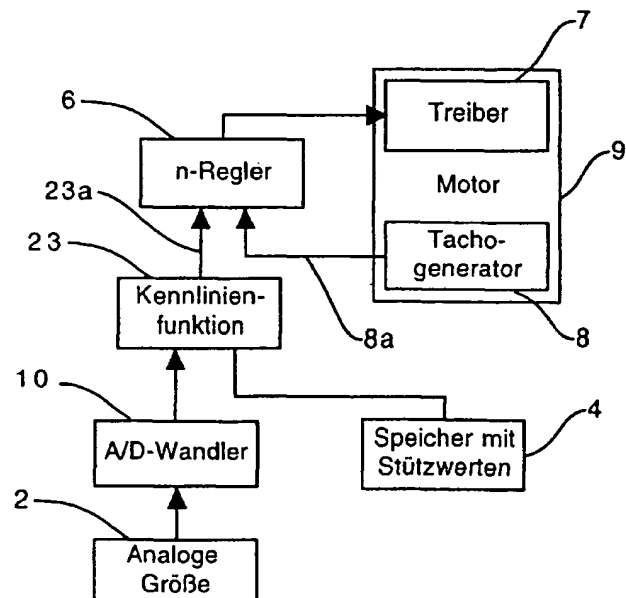 7
Treiber
6
n-Regler
9
Motor
23a
Tacho-
generator
23
Kennlinien-
funktion
8a
8
10
A/D-Wandler
4
Speicher mit
Stützwerten
2
Analoge
Größe